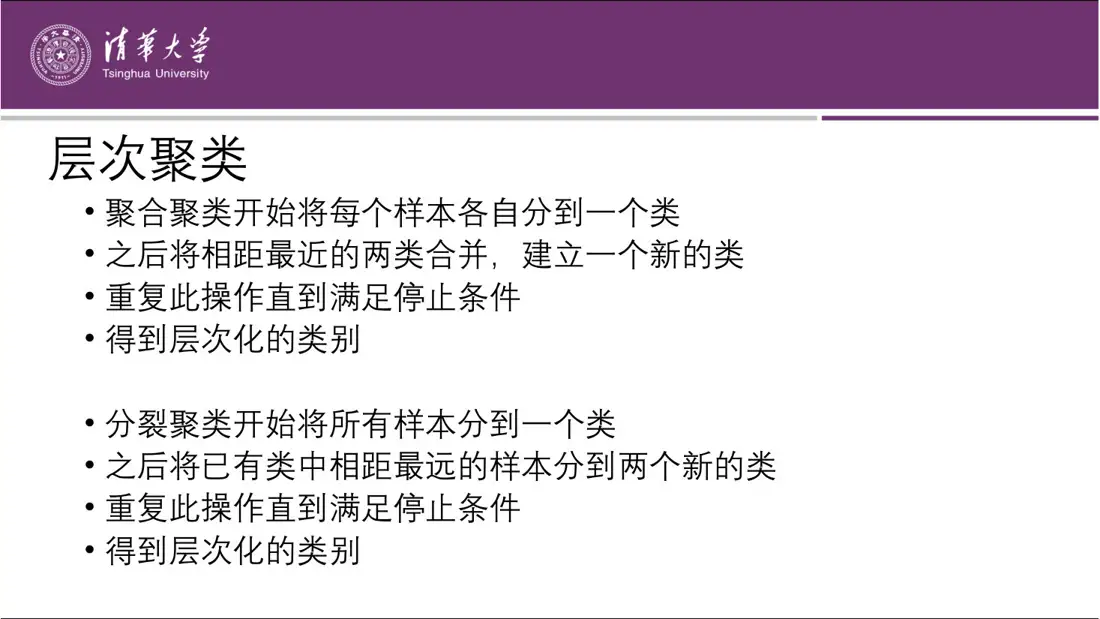 清华大学
Tsinghua University
层次聚类
• 聚合聚类开始将每个样本各自分到一个类
• 之后将相距最近的两类合并，建立一个新的类
• 重复此操作直到满足停止条件
• 得到层次化的类别
• 分裂聚类开始将所有样本分到一个类
• 之后将已有类中相距最远的样本分到两个新的类
• 重复此操作直到满足停止条件
• 得到层次化的类别